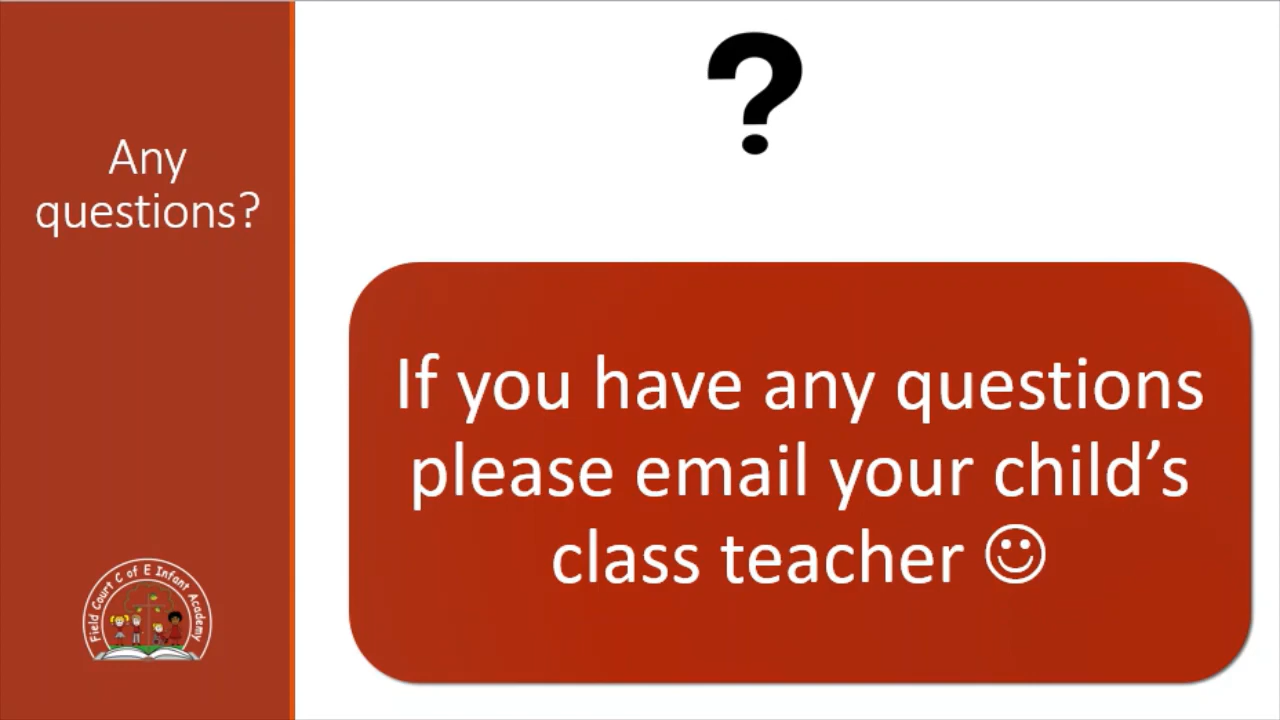 Any
questions?
?
If you have any questions
please email your child’s
class teacher ☺
Field Court C of E Infant Academy